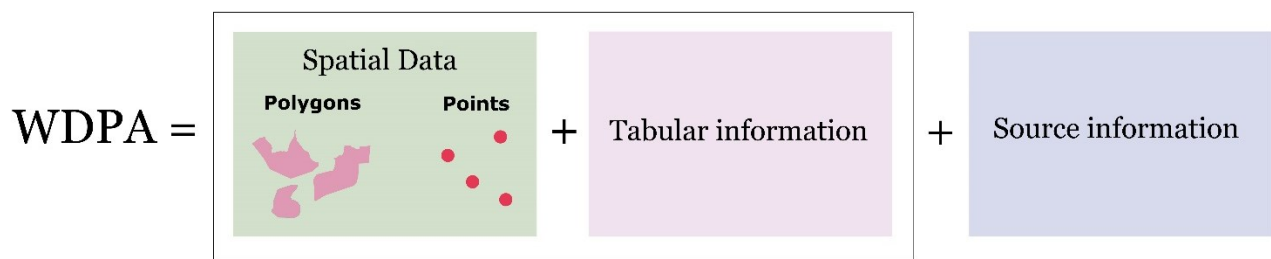 WDPA =
Spatial Data
Polygons
Points
+
Tabular information
+
Source information